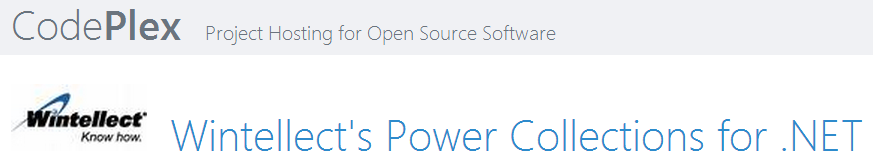 CodePlex Project Hosting for Open Source Software
Wintellect
Know how.
Wintellect's Power Collections for .NET